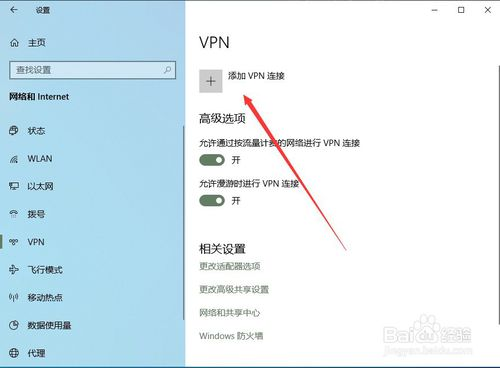 设置
主页
查找设置
网络和 Internet
状态
WLAN
以太网
拨号
VPN
飞行模式
移动热点
数据使用量
代理
VPN
添加 VPN 连接
高级选项
允许通过按流量计费的网络进行 VPN 连接
开
允许漫游时进行 VPN 连接
开
相关设置
更改适配器选项
更改高级共享设置
网络和共享中心
Windows 防火墙
Baidu经验
jingyan.baidu.com